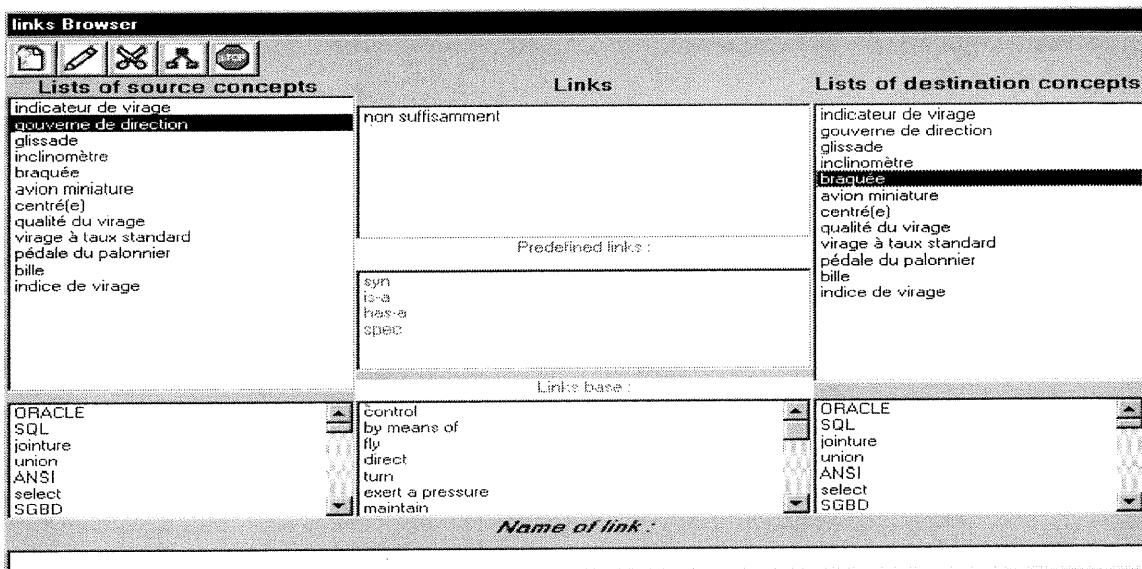 links Browser
Lists of source concepts
indicateur de virage
gouverne de direction
glissade
inclinomètre
braquée
avion miniature
centré(e)
qualité du virage
virage à taux standard
pédale du palonnier
bille
indice de virage
ORACLE
SQL
jointure
union
ANSI
select
SGBD
Links
non suffisamment
Predefined links :
syn
is-a
has-a
spec
Links base :
control
by means of
fly
direct
turn
exert a pressure
maintain
Lists of destination concepts
indicateur de virage
gouverne de direction
glissade
inclinomètre
braquée
avion miniature
centré(e)
qualité du virage
virage à taux standard
pédale du palonnier
bille
indice de virage
ORACLE
SQL
jointure
union
ANSI
select
SGBD
Name of link :